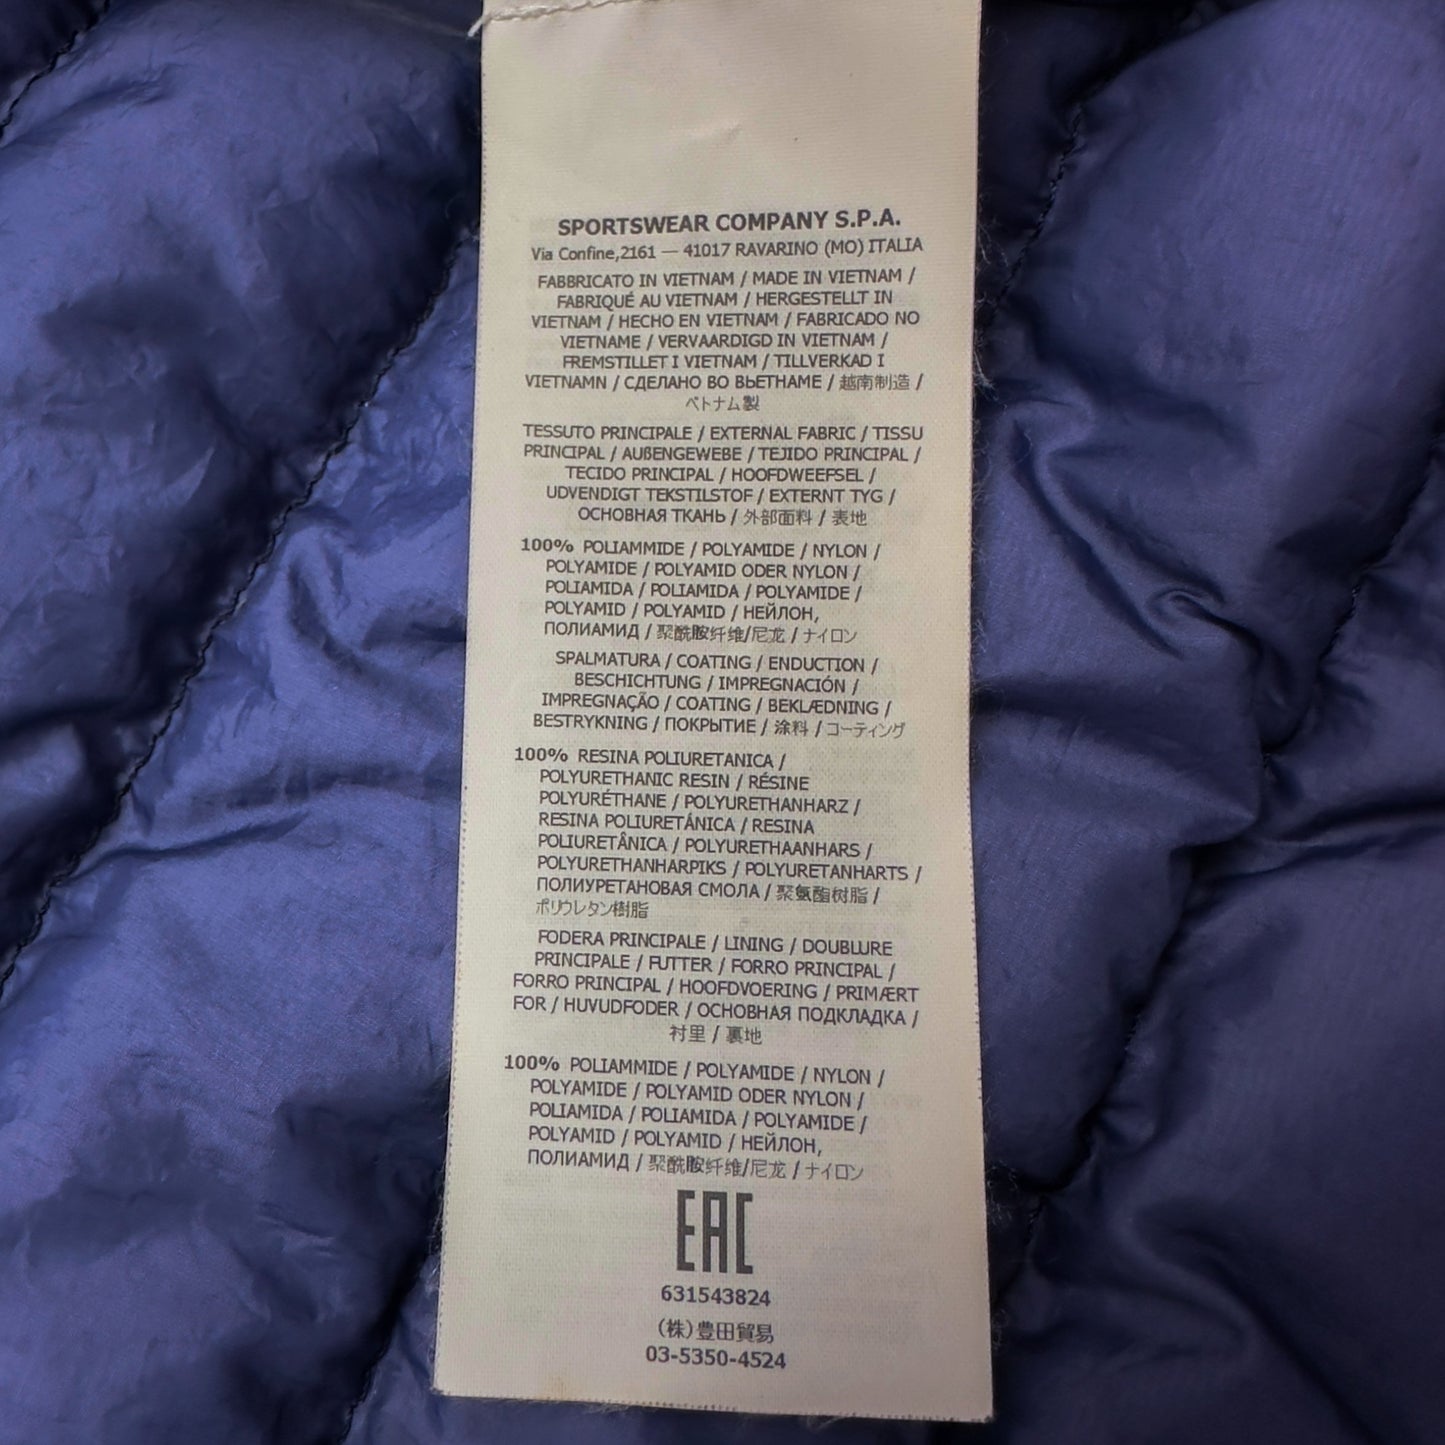 SPORTSWEAR COMPANY S.P.A.
Via Confine,2161 — 41017 RAVARINO (MO) ITALIA
FABBRICATO IN VIETNAM / MADE IN VIETNAM /
FABRIQUÉ AU VIETNAM / HERGESTELLT IN
VIETNAM / HECHO EN VIETNAM / FABRICADO NO
VIETNAME / VERVAARDIGD IN VIETNAM /
FREMSTILLET I VIETNAM / TILLVERKAD I
VIETNAMN / СДЕЛАНО ВО ВЬЕТНАМЕ / 越南制造 /
ベトナム製
TESSUTO PRINCIPALE / EXTERNAL FABRIC / TISSU
PRINCIPAL / AUßENGEWEBE / TEJIDO PRINCIPAL /
TECIDO PRINCIPAL / HOOFDWEEFSEL /
UDVENDIGT TEKSTILSTOF / EXTERNT TYG /
ОСНОВНАЯ ТКАНЬ / 外部面料 / 表地
100% POLIAMMIDE / POLYAMIDE / NYLON /
POLYAMIDE / POLYAMID ODER NYLON /
POLIAMIDA / POLIAMIDA / POLYAMIDE /
POLYAMID / POLYAMID / НЕЙЛОН,
ПОЛИАМИД / 聚酰胺纤维/尼龙 / ナイロン
SPALMATURA / COATING / ENDUCTION /
BESCHICHTUNG / IMPREGNACIÓN /
IMPREGNAÇÃO / COATING / BEKLÆDNING /
BESTRYKNING / ПОКРЫТИЕ / 涂料 / コーティング
100% RESINA POLIURETANICA /
POLYURETHANIC RESIN / RÉSINE
POLYURÉTHANE / POLYURETHANHARZ /
RESINA POLIURETÁNICA / RESINA
POLIURETÂNICA / POLYURETHAANHARS /
POLYURETHANHARPIKS / POLYURETANHARTS /
ПОЛИУРЕТАНОВАЯ СМОЛА / 聚氨酯树脂 /
ポリウレタン樹脂
FODERA PRINCIPALE / LINING / DOUBLURE
PRINCIPALE / FUTTER / FORRO PRINCIPAL /
FORRO PRINCIPAL / HOOFDVOERING / PRIMÆRT
FOR / HUVUDFODER / ОСНОВНАЯ ПОДКЛАДКА /
衬里 / 裏地
100% POLIAMMIDE / POLYAMIDE / NYLON /
POLYAMIDE / POLYAMID ODER NYLON /
POLIAMIDA / POLIAMIDA / POLYAMIDE /
POLYAMID / POLYAMID / НЕЙЛОН,
ПОЛИАМИД / 聚酰胺纤维/尼龙 / ナイロン
EAC
631543824
(株)豊田貿易
03-5350-4524